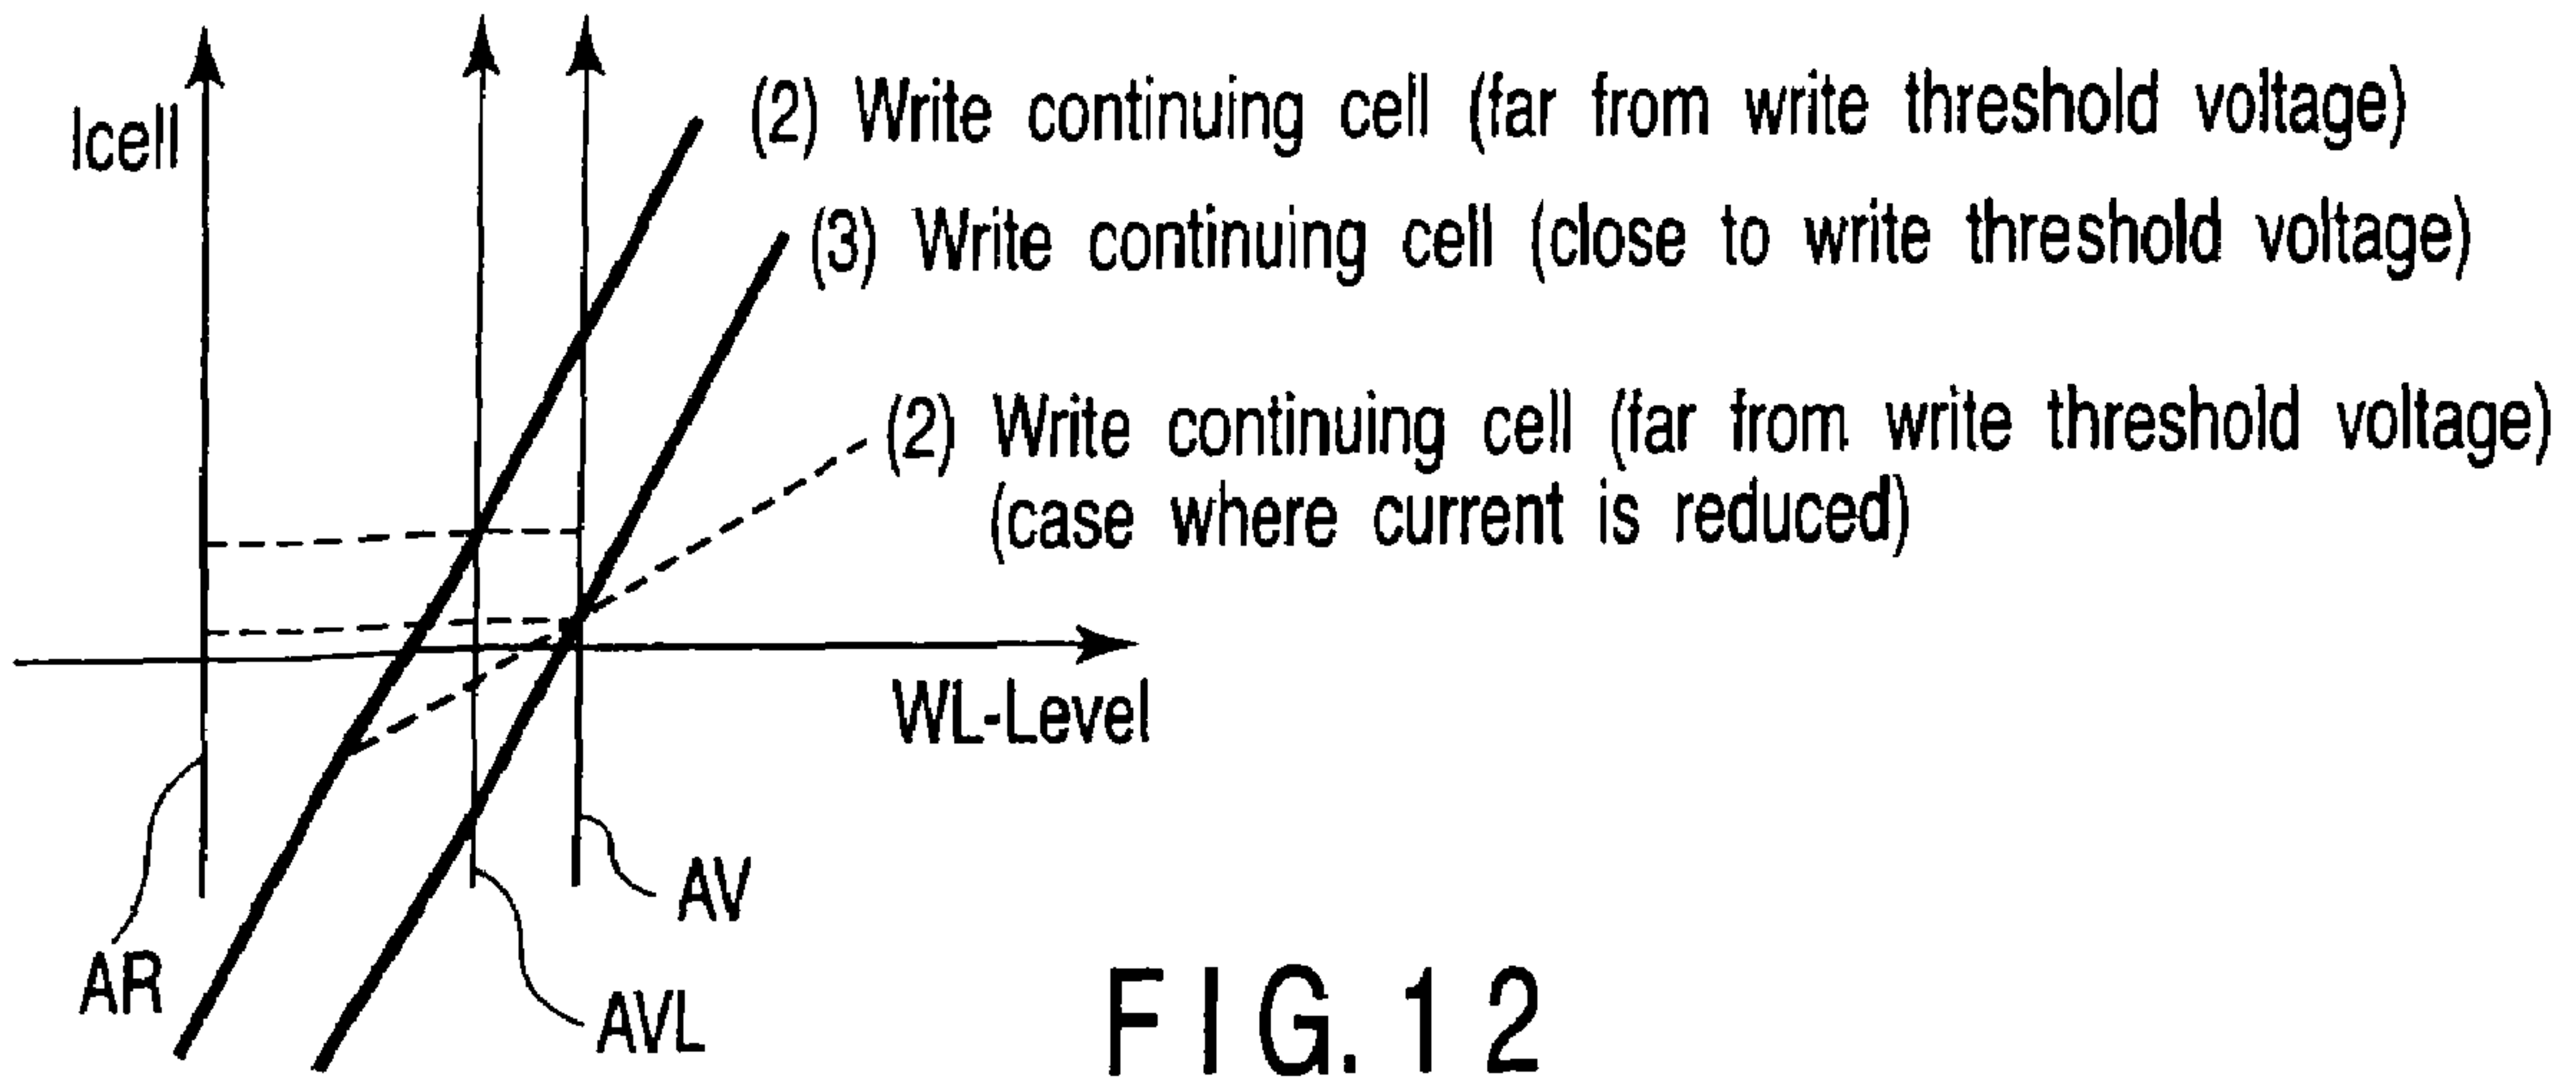 Icell
(2) Write continuing cell (far from write threshold voltage)
(3) Write continuing cell (close to write threshold voltage)
(2) Write continuing cell (far from write threshold voltage)
(case where current is reduced)
WL-Level
AV
AR
AVL
FIG.12